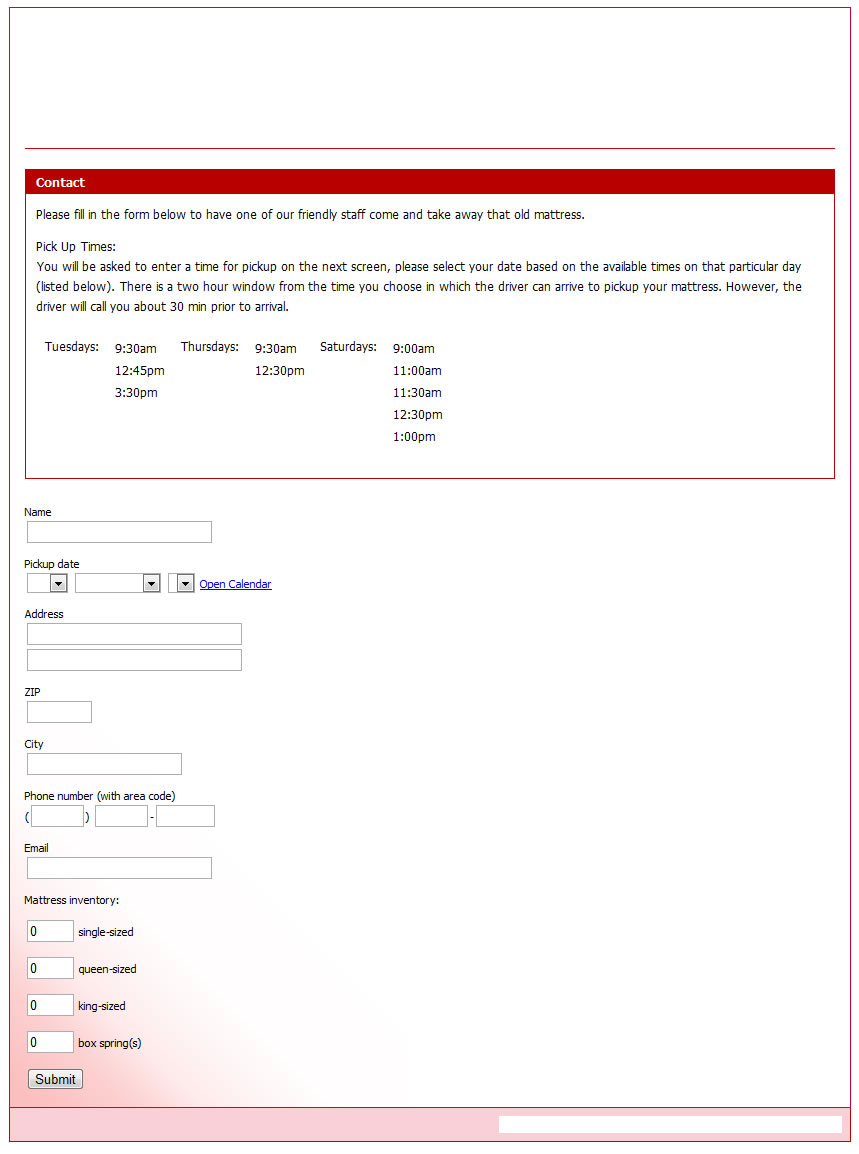 Contact
Please fill in the form below to have one of our friendly staff come and take away that old mattress.
Pick Up Times:
You will be asked to enter a time for pickup on the next screen, please select your date based on the available times on that particular day
(listed below). There is a two hour window from the time you choose in which the driver can arrive to pickup your mattress. However, the
driver will call you about 30 min prior to arrival.
Tuesdays: 9:30am Thursdays: 9:30am Saturdays: 9:00am
12:45pm 12:30pm 11:00am
3:30pm 11:30am
12:30pm
1:00pm
Name
Pickup date
Open Calendar
Address
ZIP
City
Phone number (with area code)
( ) -
Email
Mattress inventory:
0 single-sized
0 queen-sized
0 king-sized
0 box spring(s)
Submit